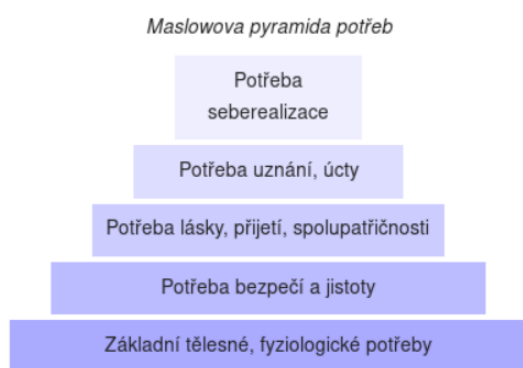 Maslowova pyramida potřeb
Potřeba
seberealizace
Potřeba uznání, úcty
Potřeba lásky, přijetí, spolupatřičnosti
Potřeba bezpečí a jistoty
Základní tělesné, fyziologické potřeby